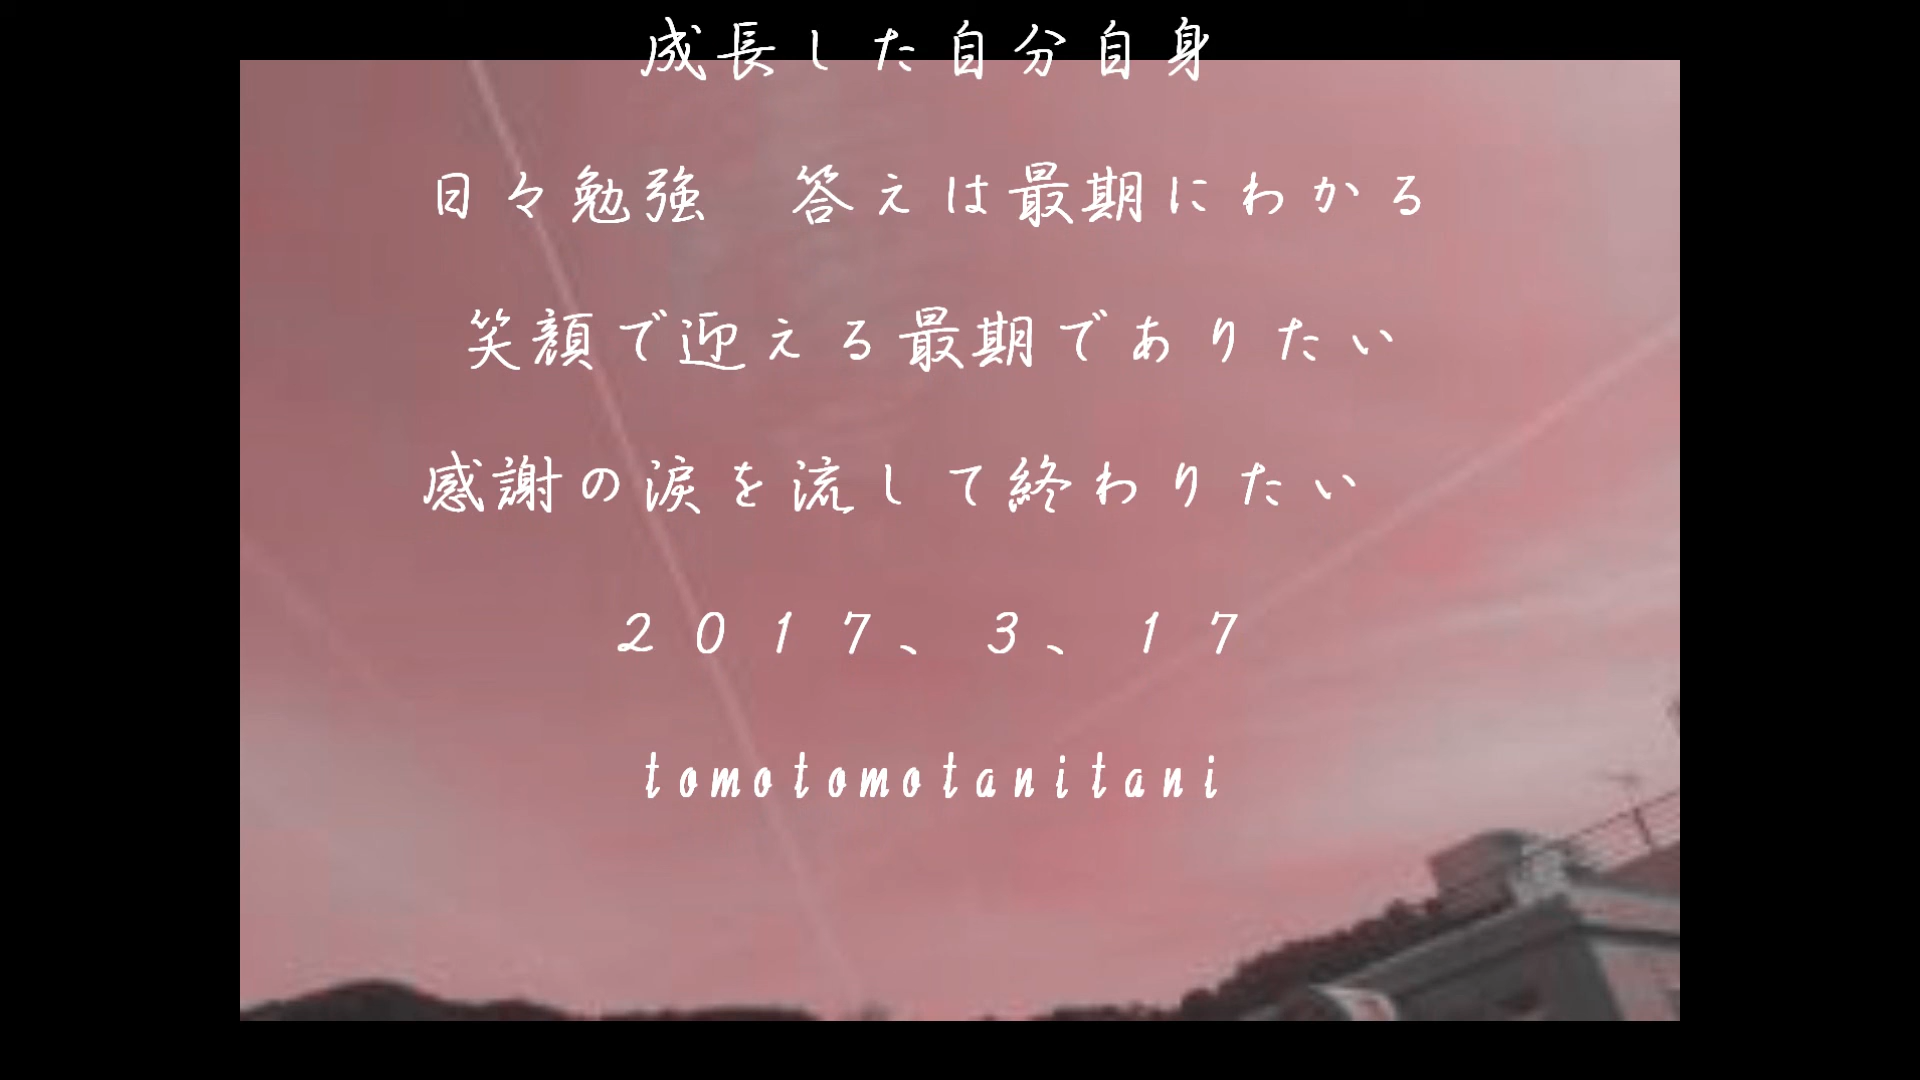 成長した自分自身
日々勉強　答えは最期にわかる
笑顔で迎える最期でありたい
感謝の涙を流して終わりたい
２０１７、３、１７
tomotomotanitani